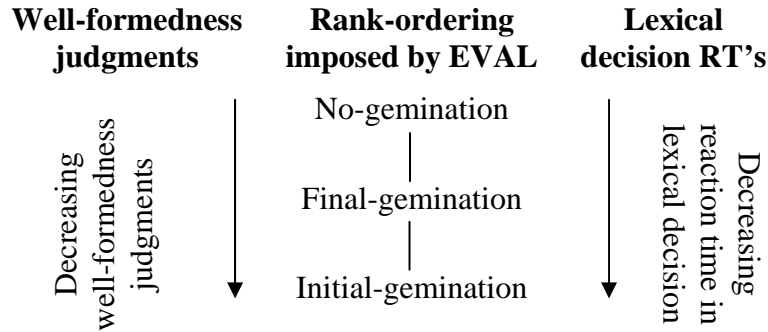 Well-formedness
judgments
Rank-ordering
imposed by EVAL
Lexical
decision RT's
Decreasing
well-formedness
judgments
No-gemination
Final-gemination
Initial-gemination
Decreasing
reaction time in
lexical decision